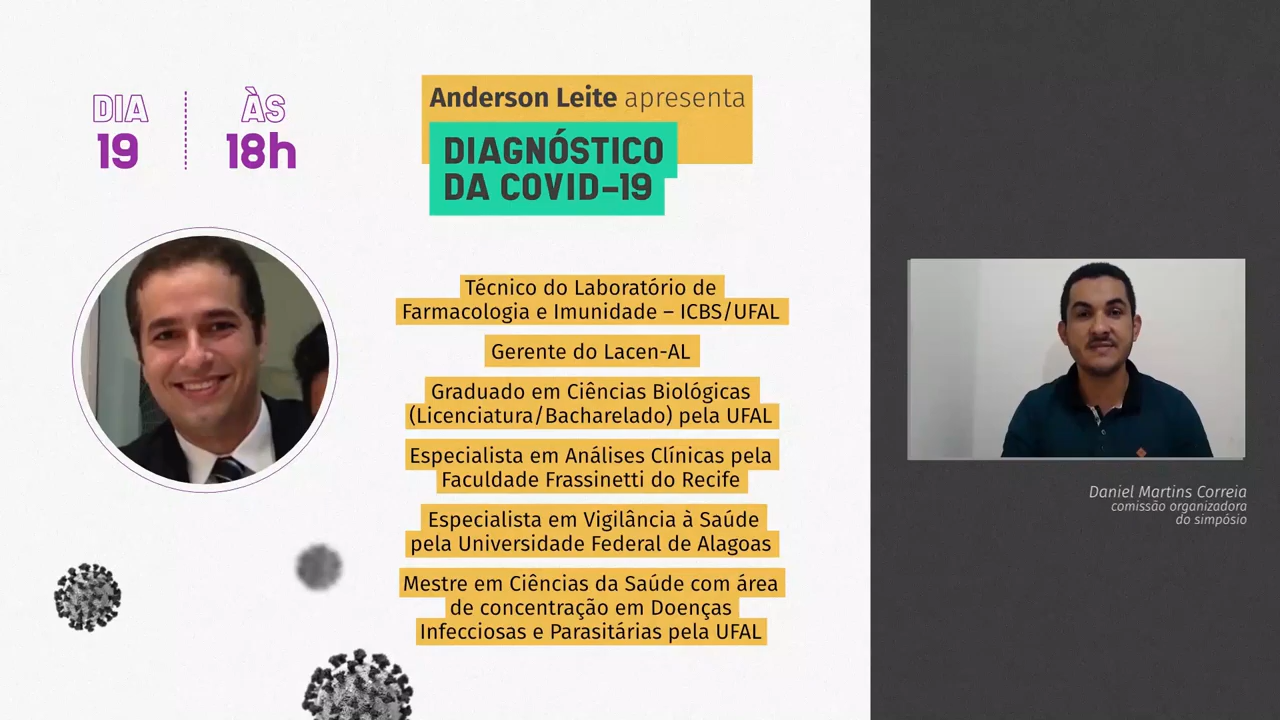 DIA
19
ÀS
18h
Anderson Leite apresenta
DIAGNÓSTICO
DA COVID-19
Técnico do Laboratório de
Farmacologia e Imunidade – ICBS/UFAL
Gerente do Lacen-AL
Graduado em Ciências Biológicas
(Licenciatura/Bacharelado) pela UFAL
Especialista em Análises Clínicas pela
Faculdade Frassinetti do Recife
Especialista em Vigilância à Saúde
pela Universidade Federal de Alagoas
Mestre em Ciências da Saúde com área
de concentração em Doenças
Infecciosas e Parasitárias pela UFAL
Daniel Martins Correia
comissão organizadora
do simpósio